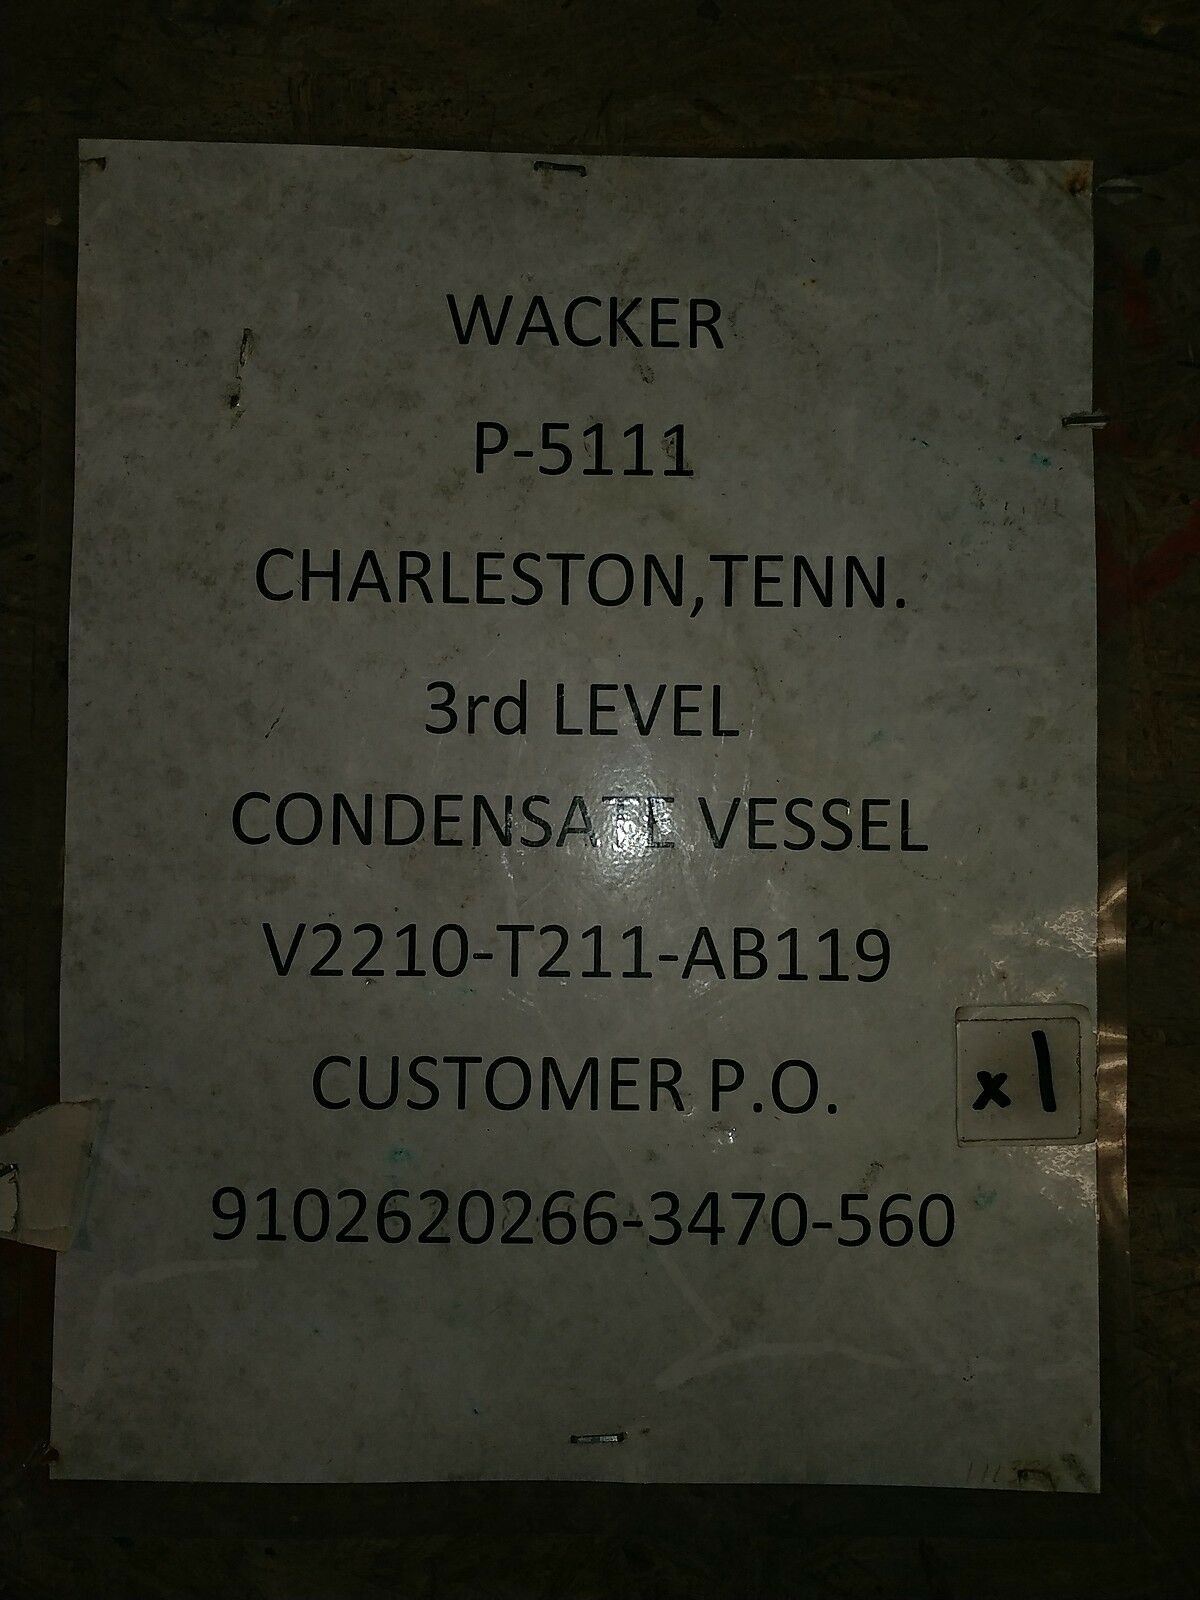 WACKER
P-5111
CHARLESTON,TENN.
3rd LEVEL
CONDENSATE VESSEL
V2210-T211-AB119
CUSTOMER P.O.
x1
9102620266-3470-560